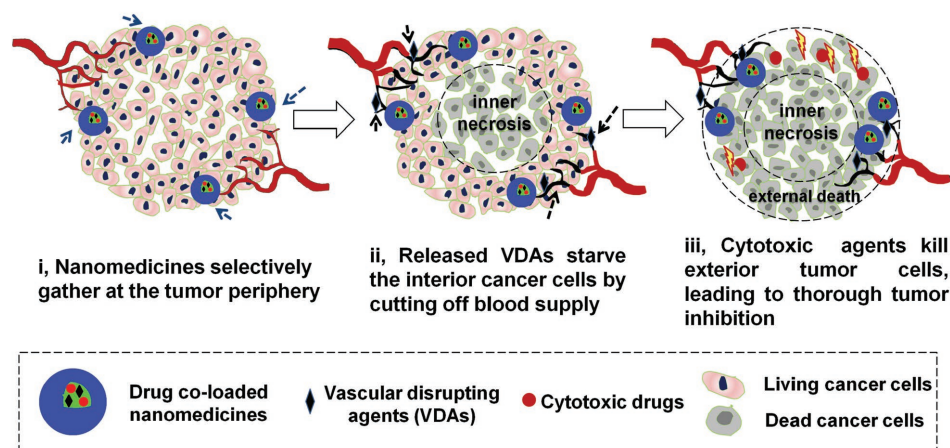 inner
necrosis
inner
necrosis
external death
i, Nanomedicines selectively
gather at the tumor periphery
ii, Released VDAs starve
the interior cancer cells by
cutting off blood supply
iii, Cytotoxic agents kill
exterior tumor cells,
leading to thorough tumor
inhibition
Drug co-loaded
nanomedicines
Vascular disrupting
agents (VDAs)
Cytotoxic drugs
Living cancer cells
Dead cancer cells